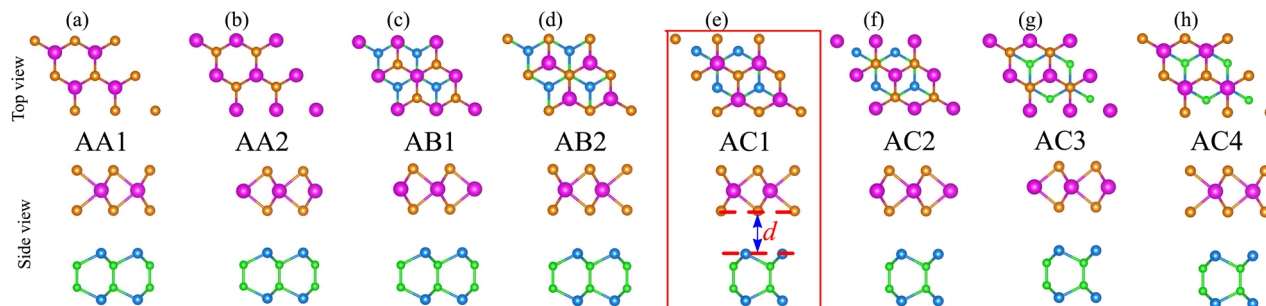 (a) (b) (c) (d) (e) (f) (g) (h)
Top view
AA1 AA2 AB1 AB2 AC1 AC2 AC3 AC4
Side view
d